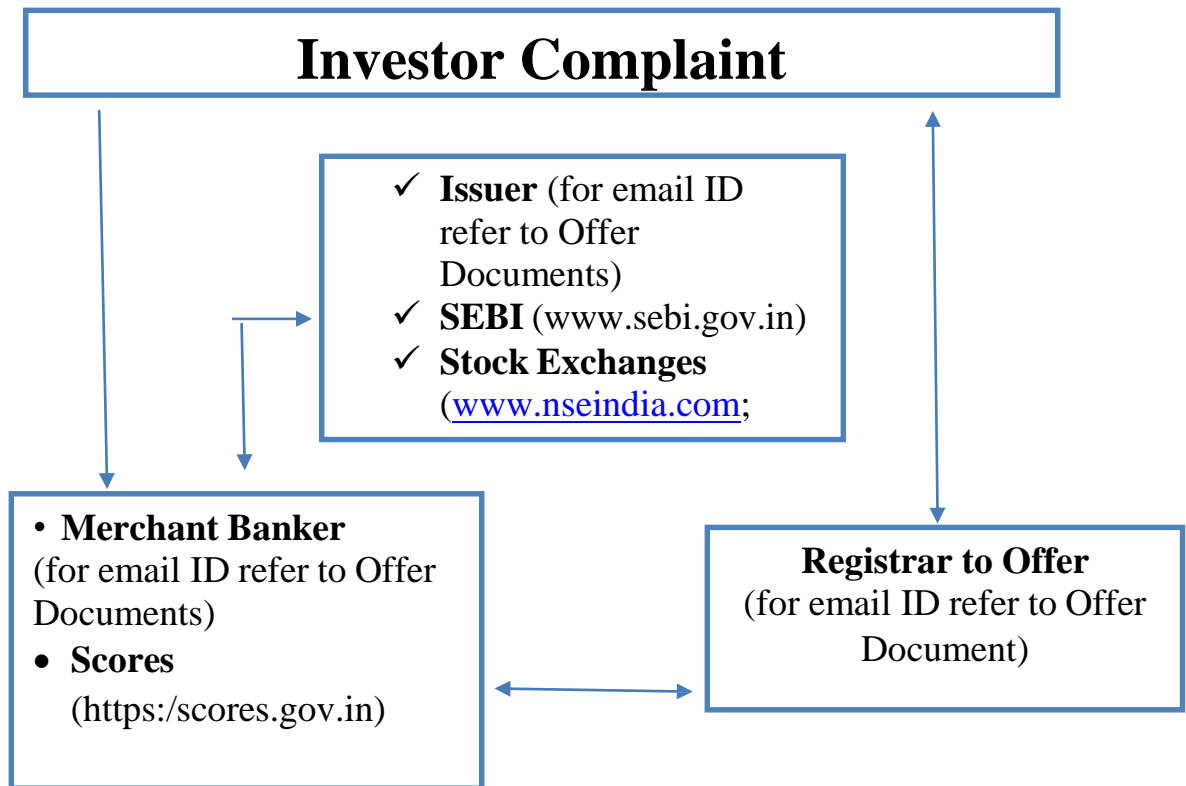 Investor Complaint
✓ Issuer (for email ID
refer to Offer
Documents)
✓ SEBI (www.sebi.gov.in)
✓ Stock Exchanges
(www.nseindia.com;
• Merchant Banker
(for email ID refer to Offer
Documents)
• Scores
(https:/scores.gov.in)
Registrar to Offer
(for email ID refer to Offer
Document)